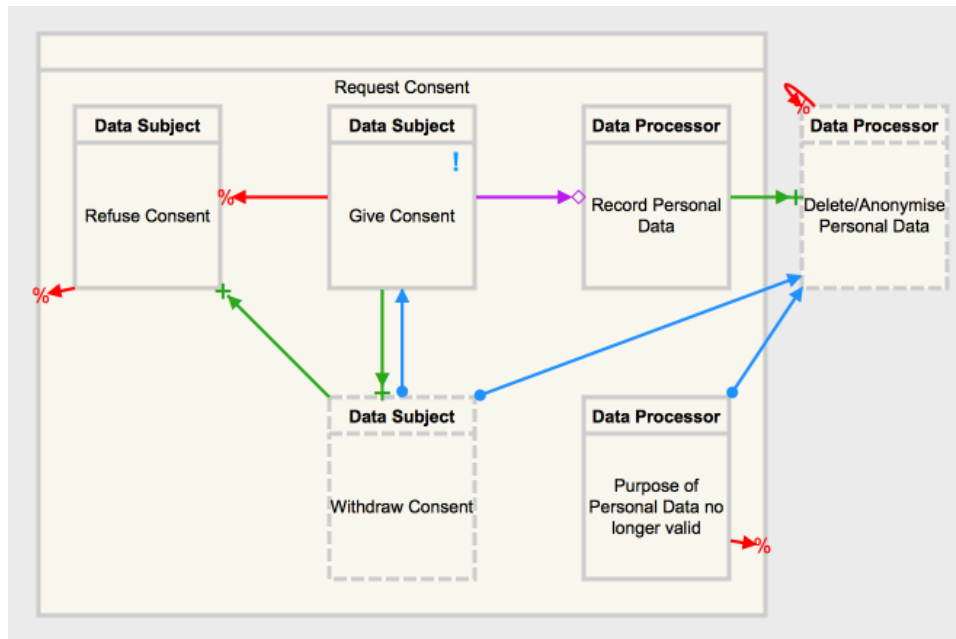 Request Consent
Data Subject
Refuse Consent
%
%
Data Subject
!
Give Consent
Data Processor
Record Personal
Data
%
Data Processor
Delete/Anonymise
Personal Data
Data Subject
Withdraw Consent
Data Processor
Purpose of
Personal Data no
longer valid
%